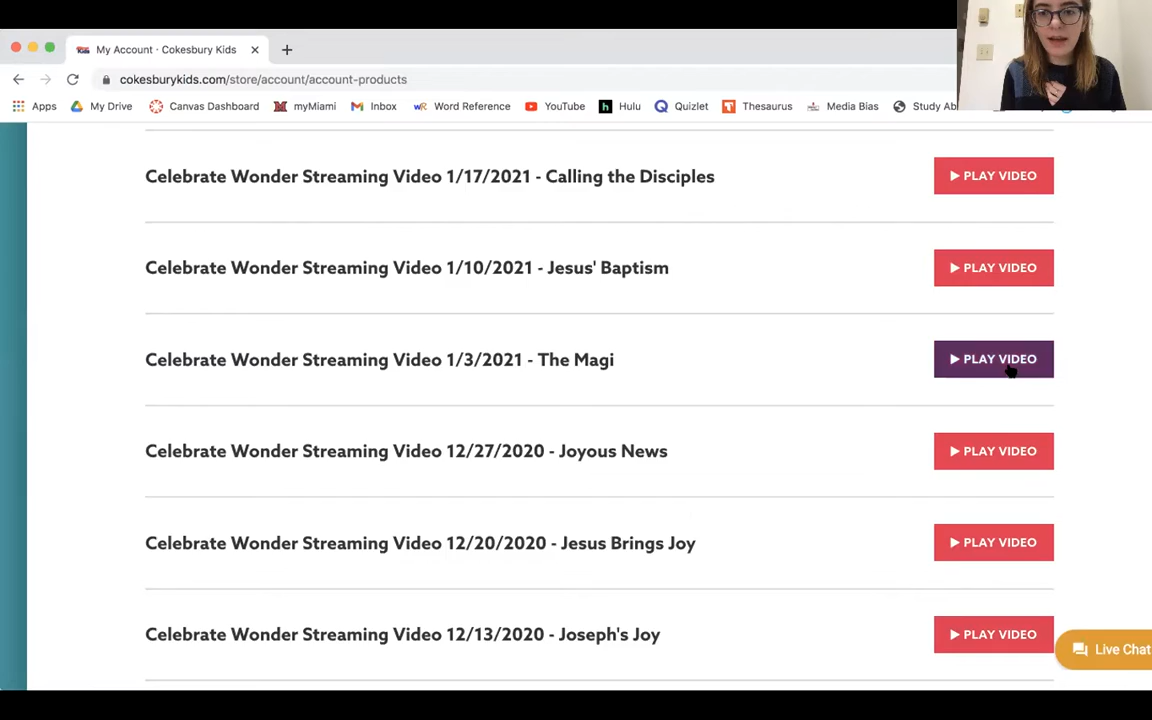 My Account · Cokesbury Kids
cokesburykids.com/store/account/account-products
Apps My Drive Canvas Dashboard myMiami Inbox Word Reference YouTube Hulu Quizlet Thesaurus Media Bias Study Ab
Celebrate Wonder Streaming Video 1/17/2021 - Calling the Disciples PLAY VIDEO
Celebrate Wonder Streaming Video 1/10/2021 - Jesus' Baptism PLAY VIDEO
Celebrate Wonder Streaming Video 1/3/2021 - The Magi PLAY VIDEO
Celebrate Wonder Streaming Video 12/27/2020 - Joyous News PLAY VIDEO
Celebrate Wonder Streaming Video 12/20/2020 - Jesus Brings Joy PLAY VIDEO
Celebrate Wonder Streaming Video 12/13/2020 - Joseph's Joy PLAY VIDEO
Live Chat